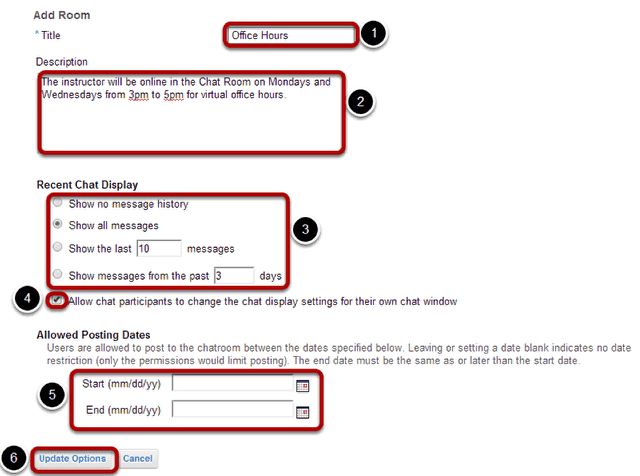 Add Room
* Title Office Hours 1
Description
The instructor will be online in the Chat Room on Mondays and
Wednesdays from 3pm to 5pm for virtual office hours.
2
Recent Chat Display
Show no message history
Show all messages
3
Show the last 10 messages
Show messages from the past 3 days
4 Allow chat participants to change the chat display settings for their own chat window
Allowed Posting Dates
Users are allowed to post to the chatroom between the dates specified below. Leaving or setting a date blank indicates no date
restriction (only the permissions would limit posting). The end date must be the same as or later than the start date.
Start (mm/dd/yy)
5
End (mm/dd/yy)
6 Update Options Cancel